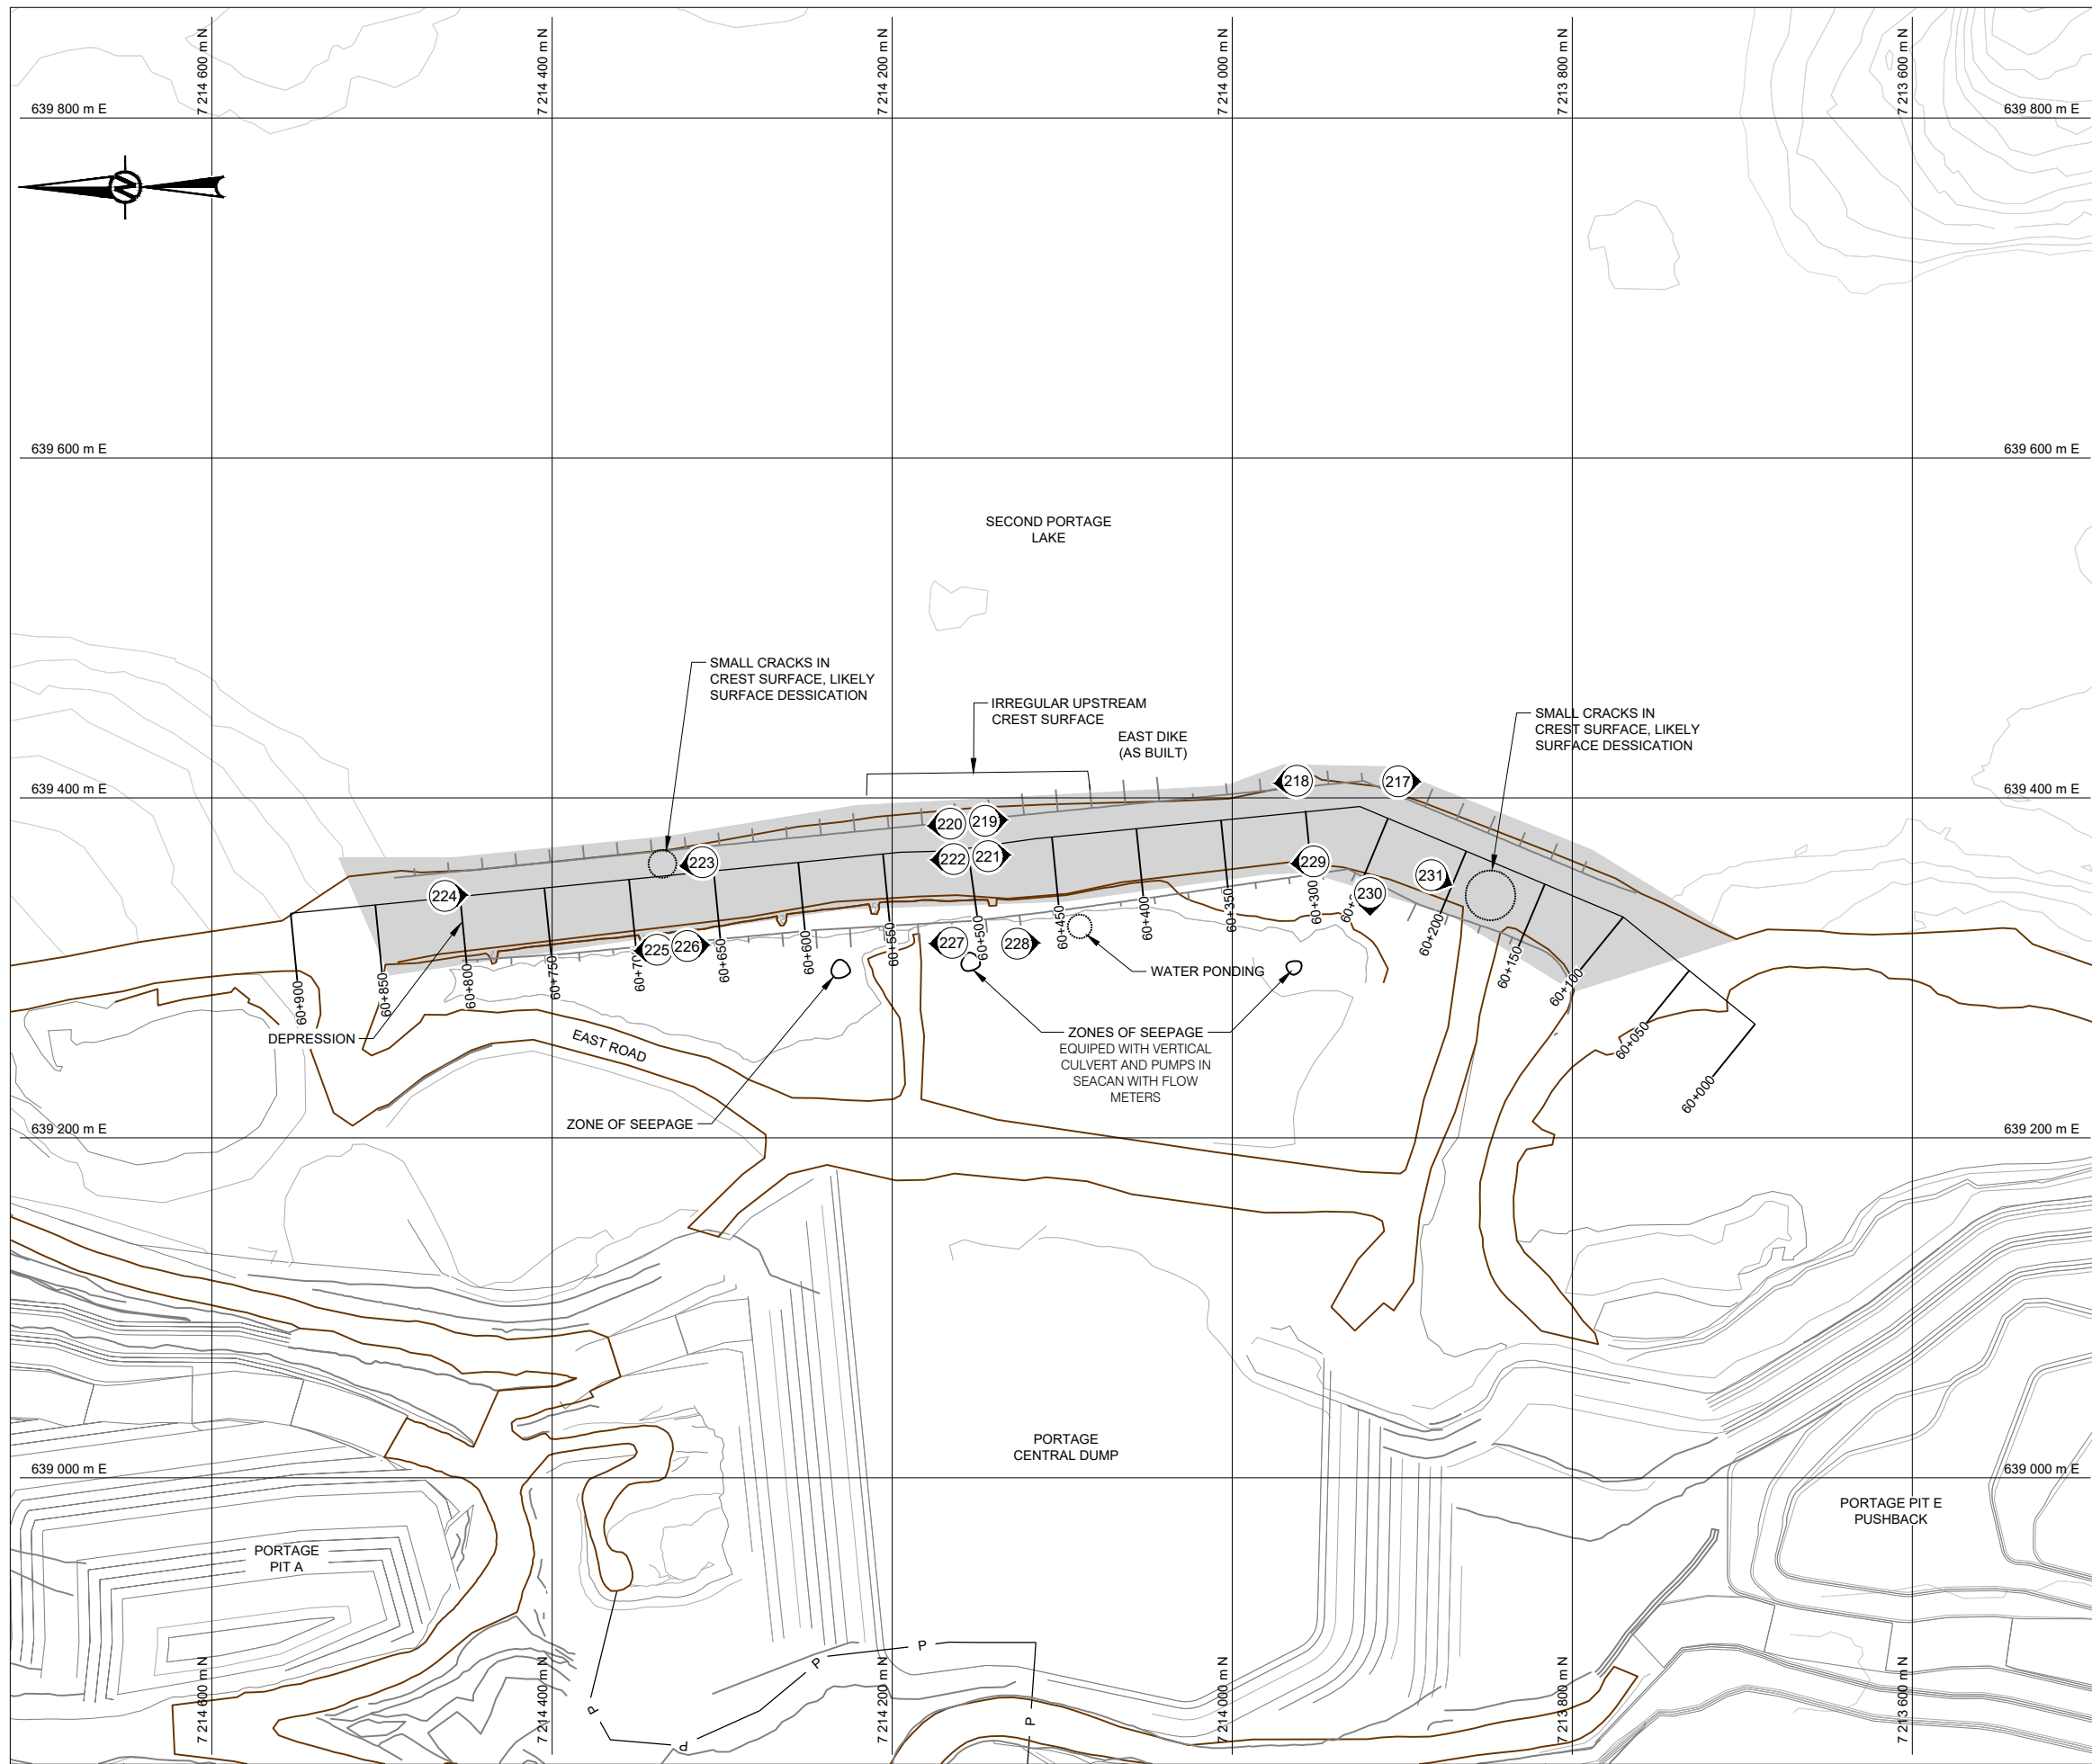 7 214 600 m N
7 214 400 m N
7 214 200 m N
7 214 000 m N
7 213 800 m N
7 213 600 m N
639 800 m E
639 800 m E
N
639 600 m E
639 600 m E
SECOND PORTAGE
LAKE
SMALL CRACKS IN
CREST SURFACE, LIKELY
SURFACE DESSICATION
IRREGULAR UPSTREAM
CREST SURFACE
EAST DIKE
(AS BUILT)
SMALL CRACKS IN
CREST SURFACE, LIKELY
SURFACE DESSICATION
639 400 m E
639 400 m E
218
217
220
219
222
221
223
229
231
224
230
225
226
227
228
60+900
60+850
60+800
60+750
60+650
60+600
60+550
60+500
60+450
60+400
60+350
60+300
60+200
60+150
60+100
60+050
60+000
WATER PONDING
DEPRESSION
EAST ROAD
ZONES OF SEEPAGE
EQUIPED WITH VERTICAL
CULVERT AND PUMPS IN
SEACAN WITH FLOW
METERS
ZONE OF SEEPAGE
639 200 m E
639 200 m E
PORTAGE
CENTRAL DUMP
639 000 m E
639 000 m E
PORTAGE PIT E
PUSHBACK
PORTAGE
PIT A
P
P
P
P
P
7 214 600 m N
7 214 400 m N
7 214 200 m N
7 214 000 m N
7 213 800 m N
7 213 600 m N